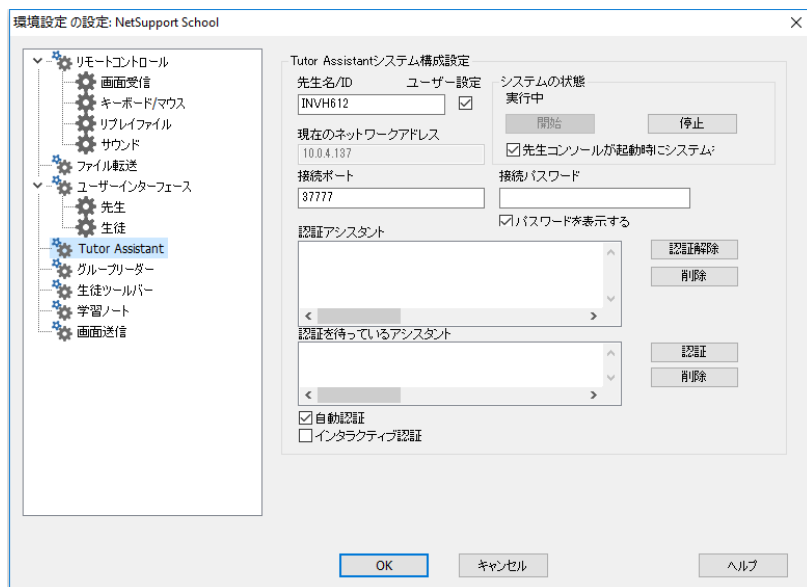 環境設定 の設定: NetSupport School
リモートコントロール
画面受信
キーボード/マウス
リプレイファイル
サウンド
ファイル転送
ユーザーインターフェース
先生
生徒
Tutor Assistant
グループリーダー
生徒ツールバー
学習ノート
画面送信
Tutor Assistantシステム構成設定
先生名/ID
ユーザー設定
INVH612
システムの状態
実行中
開始
停止
先生コンソールが起動時にシステムを
現在のネットワークアドレス
10.0.4.137
接続ポート
37777
接続パスワード
パスワードを表示する
認証アシスタント
認証解除
削除
認証を待っているアシスタント
認証
削除
自動認証
インタラクティブ認証
OK
キャンセル
ヘルプ